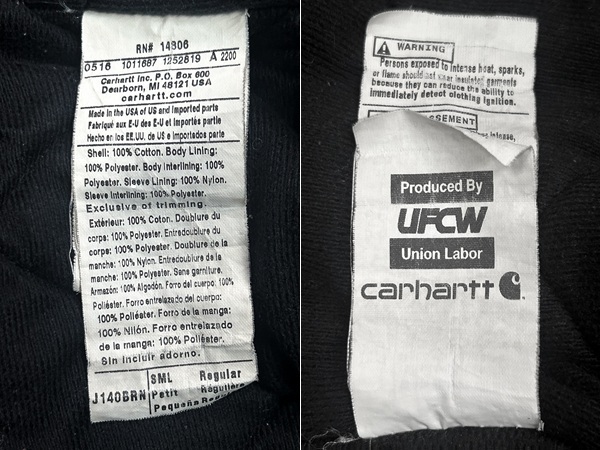 RN# 14806
0516 1011687 1252819 A 2200
Carhartt Inc. P.O. Box 600
Dearborn, MI 48121 USA
carhartt.com
Made in the USA of US and imported parts
Fabriqué aux E-U des E-U et importés parts
Hecho en los EE.UU. de US e importados parte
Shell: 100% Cotton. Body Lining:
100% Polyester. Body Interlining: 100%
Polyester. Sleeve Lining: 100% Nylon.
Sleeve Interlining: 100% Polyester.
Exclusive of trimming.
Extérieur: 100% Coton. Doublure du
corps: 100% Polyester. Entredoublure du
corps: 100% Polyester. Doublure de la
manche: 100% Nylon. Entredoublure de la
manche: 100% Polyester. Sans garniture.
Armazón: 100% Algodón. Forro del cuerpo: 100%
Poliéster. Forro entrelazado del cuerpo:
100% Poliéster. Forro de la manga:
100% Nilón. Forro entrelazado
de la manga: 100% Poliéster.
Sin incluir adorno.
J140BRN
SML Regular
Petit Régulière
Pequeña Reg
WARNING
Persons exposed to intense heat, sparks,
or flame should not wear insulated garments
because they can reduce the ability to
immediately detect clothing ignition.
SSEMENT
intense,
Produced By
UFCW
Union Labor
carhartt